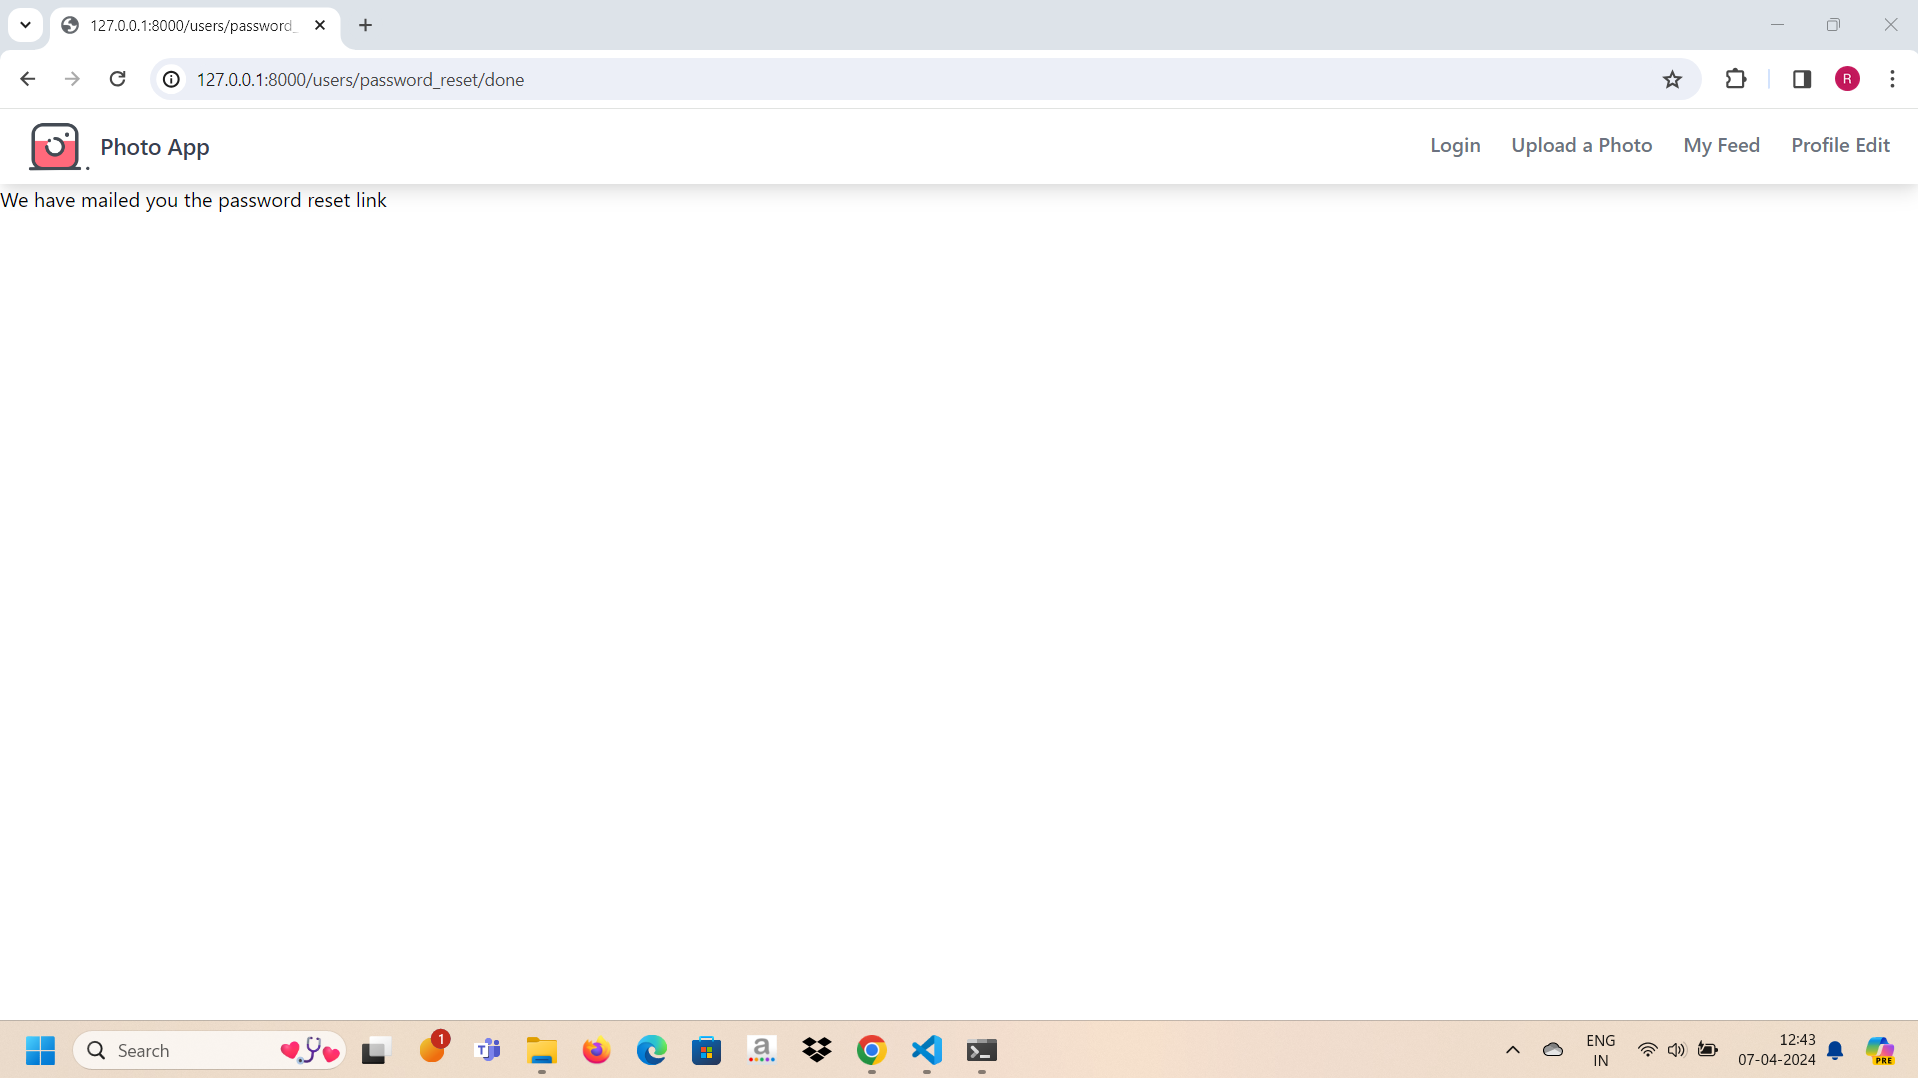 127.0.0.1:8000/users/password_
127.0.0.1:8000/users/password_reset/done
R
Photo App
Login
Upload a Photo
My Feed
Profile Edit
We have mailed you the password reset link
Search
1
T
a
PRE
ENG
IN
12:43
07-04-2024